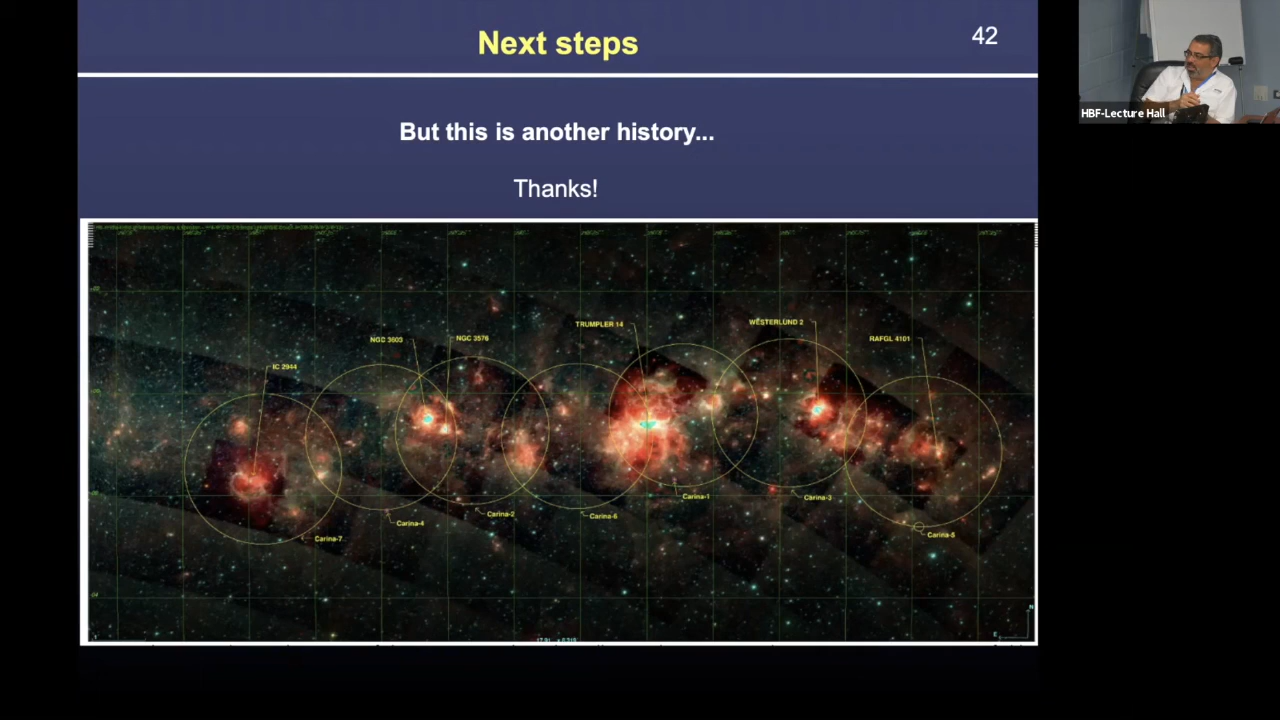 Next steps
42
But this is another history...
Thanks!
TRUMPLER 14
WESTERLUND 2
NGC 3603
NGC 3576
RAFGL 4101
IC 2944
Carina-1
Carina-3
Carina-2
Carina-6
Carina-4
Carina-5
Carina-7
HBF-Lecture Hall